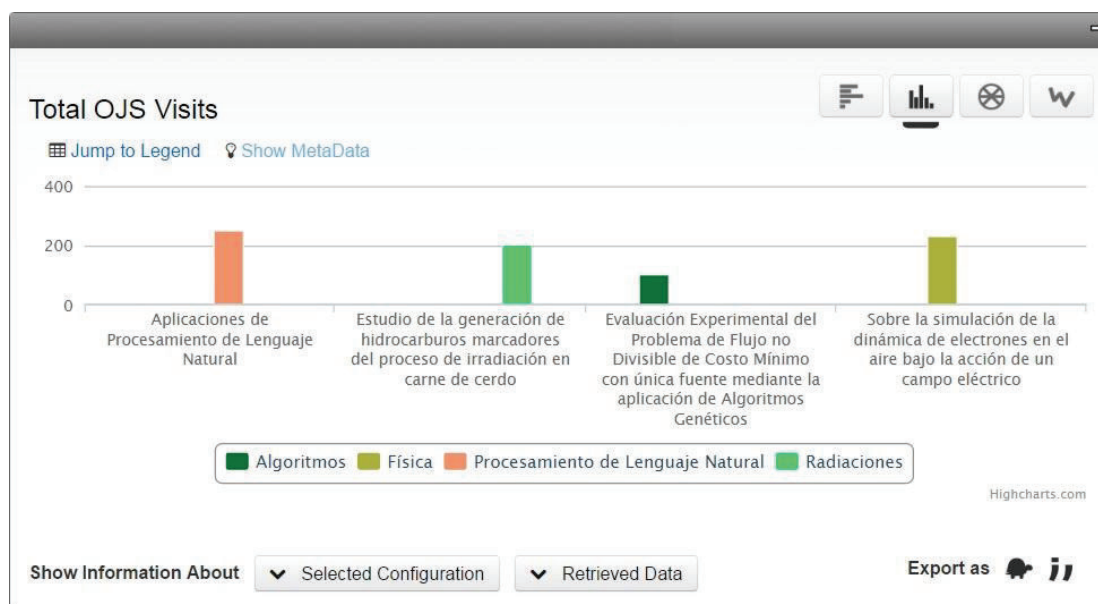 Total OJS Visits
Jump to Legend Show MetaData
400
200
0
Aplicaciones de
Procesamiento de Lenguaje
Natural
Estudio de la generación de
hidrocarburos marcadores
del proceso de irradiación en
carne de cerdo
Evaluación Experimental del
Problema de Flujo no
Divisible de Costo Mínimo
con única fuente mediante la
aplicación de Algoritmos
Genéticos
Sobre la simulación de la
dinámica de electrones en el
aire bajo la acción de un
campo eléctrico
Algoritmos Física Procesamiento de Lenguaje Natural Radiaciones
Highcharts.com
Show Information About Selected Configuration Retrieved Data Export as